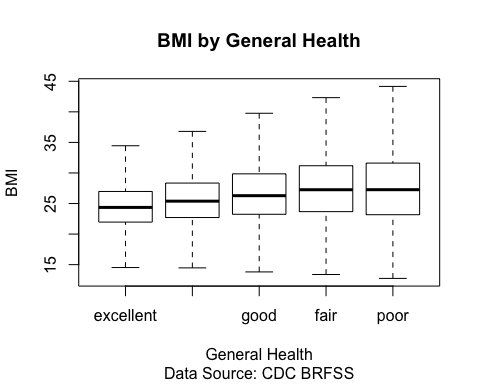 BMI by General Health
BMI
45
35
25
15
excellent good fair poor
General Health
Data Source: CDC BRFSS